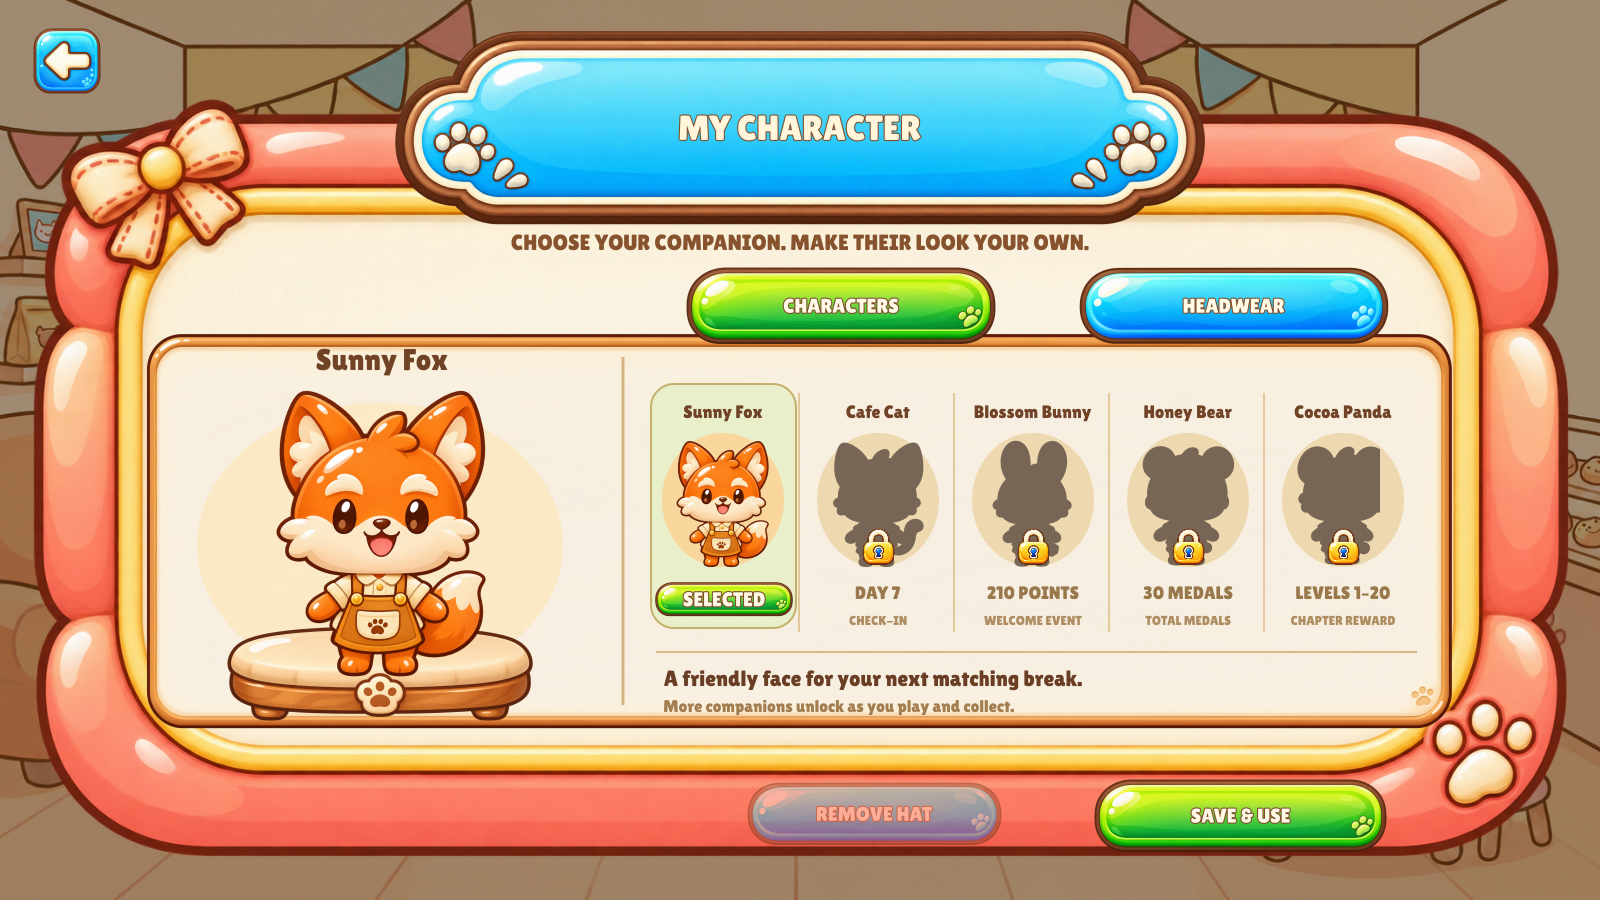 MY CHARACTER
CHOOSE YOUR COMPANION. MAKE THEIR LOOK YOUR OWN.
CHARACTERS
HEADWEAR
Sunny Fox
Sunny Fox
SELECTED
Cafe Cat
DAY 7
CHECK-IN
Blossom Bunny
210 POINTS
WELCOME EVENT
Honey Bear
30 MEDALS
TOTAL MEDALS
Cocoa Panda
LEVELS 1-20
CHAPTER REWARD
A friendly face for your next matching break.
More companions unlock as you play and collect.
REMOVE HAT
SAVE & USE